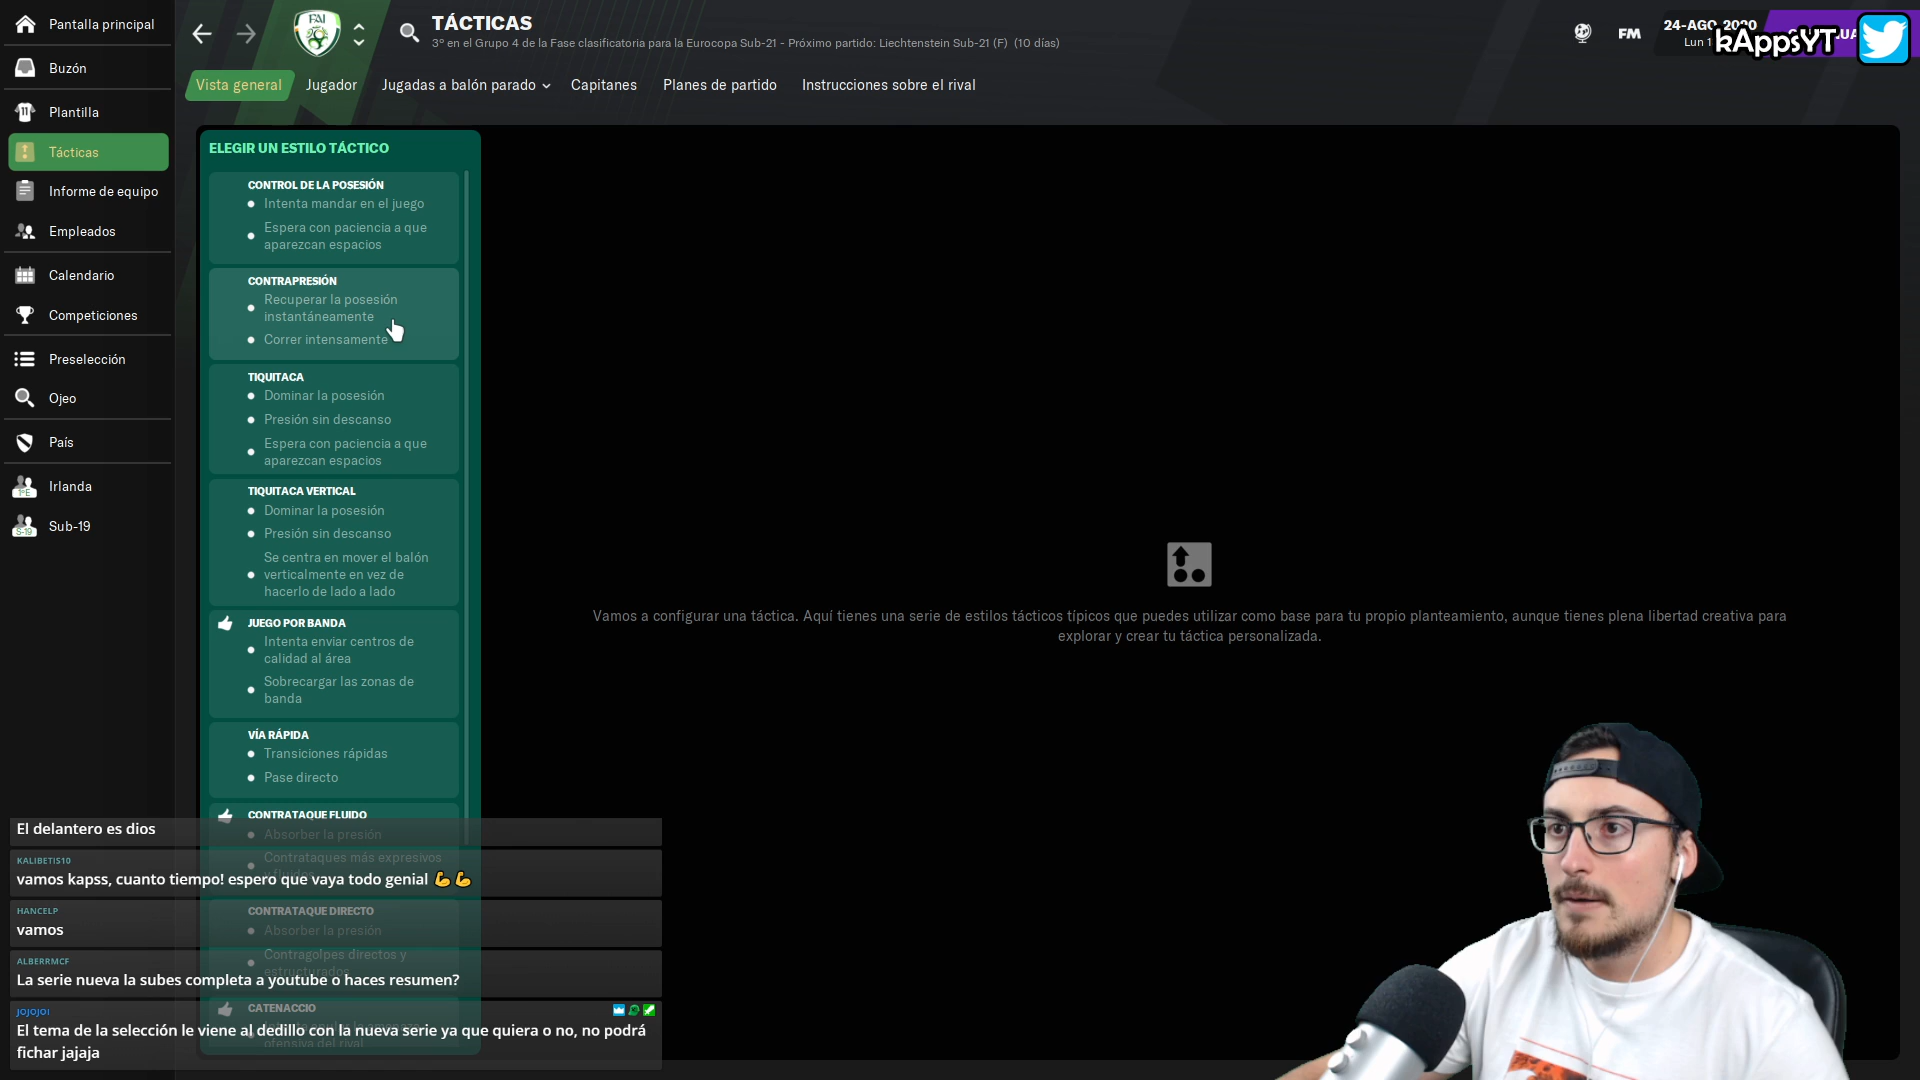 Pantalla principal
Buzón
Plantilla
Tácticas
Informe de equipo
Empleados
Calendario
Competiciones
Preselección
Ojeo
País
Irlanda
Sub-19
FAI
TÁCTICAS
3º en el Grupo 4 de la Fase clasificatoria para la Eurocopa Sub-21 - Próximo partido: Liechtenstein Sub-21 (F) (10 días)
FM
24-AGO. 2020
Lun
kAppsYT
Vista general
Jugador
Jugadas a balón parado
Capitanes
Planes de partido
Instrucciones sobre el rival
ELEGIR UN ESTILO TÁCTICO
CONTROL DE LA POSESIÓN
Intenta mandar en el juego
Espera con paciencia a que
aparezcan espacios
CONTRAPRESIÓN
Recuperar la posesión
instantáneamente
Correr intensamente
TIQUITACA
Dominar la posesión
Presión sin descanso
Espera con paciencia a que
aparezcan espacios
TIQUITACA VERTICAL
Dominar la posesión
Presión sin descanso
Se centra en mover el balón
verticalmente en vez de
hacerlo de lado a lado
JUEGO POR BANDA
Intenta enviar centros de
calidad al área
Sobrecargar las zonas de
banda
VÍA RÁPIDA
Transiciones rápidas
Pase directo
CONTRATAQUE FLUIDO
Absorber la presión
Contrataques más expresivos
CONTRATAQUE DIRECTO
Absorber la presión
Contragolpes directos y
estructurados
CATENACCIO
ofensiva del rival
Vamos a configurar una táctica. Aquí tienes una serie de estilos tácticos típicos que puedes utilizar como base para tu propio planteamiento, aunque tienes plena libertad creativa para
explorar y crear tu táctica personalizada.
El delantero es dios
KALIBETIS10
vamos kapss, cuanto tiempo! espero que vaya todo genial 💪💪
HANCELP
vamos
ALBERRMCF
La serie nueva la subes completa a youtube o haces resumen?
JOJOJOI
El tema de la selección le viene al dedillo con la nueva serie ya que quiera o no, no podrá
fichar jajaja